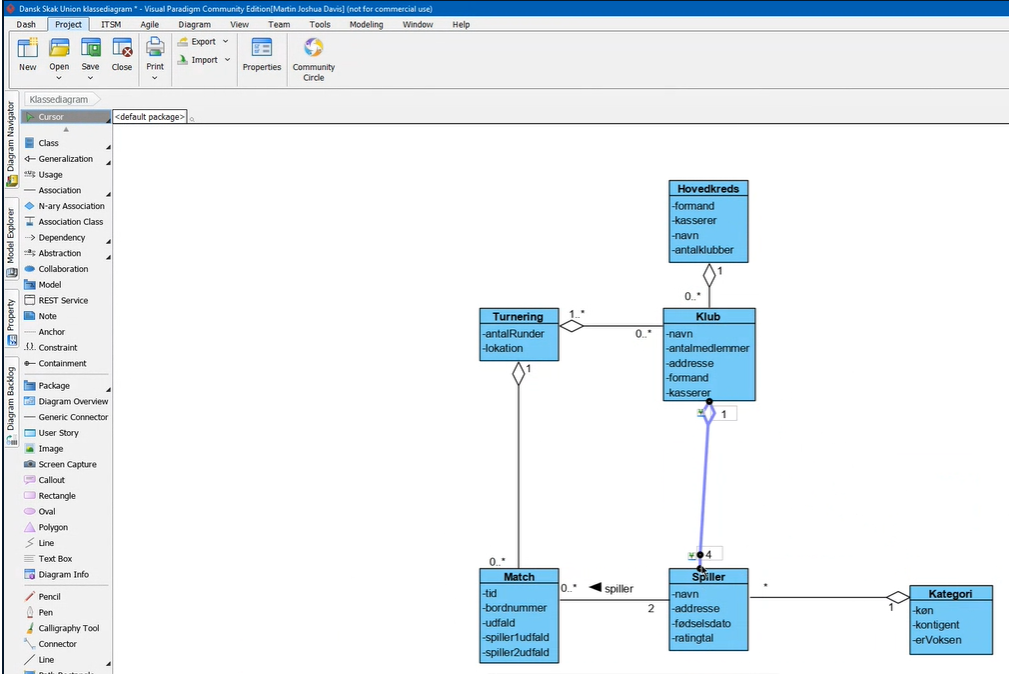 Dansk Skak Union klassediagram * - Visual Paradigm Community Edition[Martin Joshua Davis] (not for commercial use)
Dash Project ITSM Agile Diagram View Team Tools Modeling Window Help
New Open Save Close Print Export Import Properties Community Circle
Klassediagram
Diagram Navigator
Model Explorer
Property
Diagram Backlog
Cursor
<default package>
Class
Generalization
Usage
Association
N-ary Association
Association Class
Dependency
Abstraction
Collaboration
Model
REST Service
Note
Anchor
Constraint
Containment
Package
Diagram Overview
Generic Connector
User Story
Image
Screen Capture
Callout
Rectangle
Oval
Polygon
Line
Text Box
Diagram Info
Pencil
Pen
Calligraphy Tool
Connector
Line
Hovedkreds
-formand
-kasserer
-navn
-antalklubber
1
0..*
Turnering
-antalRunder
-lokation
1..*
0..*
Klub
-navn
-antalmedlemmer
-addresse
-formand
-kasserer
1
1
4
0..*
Match
-tid
-bordnummer
-udfald
-spiller1udfald
-spiller2udfald
0..*
spiller
2
Spiller
-navn
-addresse
-fødselsdato
-ratingtal
*
1
Kategori
-køn
-kontigent
-erVoksen